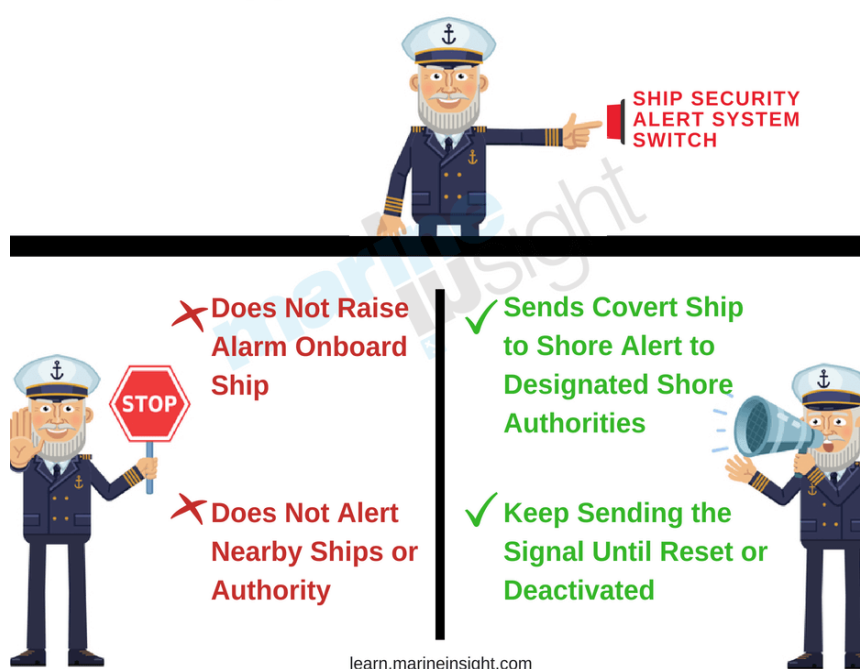 SHIP SECURITY
ALERT SYSTEM
SWITCH
marine
insight
Does Not Raise
Alarm Onboard
Ship
STOP
Does Not Alert
Nearby Ships or
Authority
Sends Covert Ship
to Shore Alert to
Designated Shore
Authorities
Keep Sending the
Signal Until Reset or
Deactivated
learn.marineinsight.com